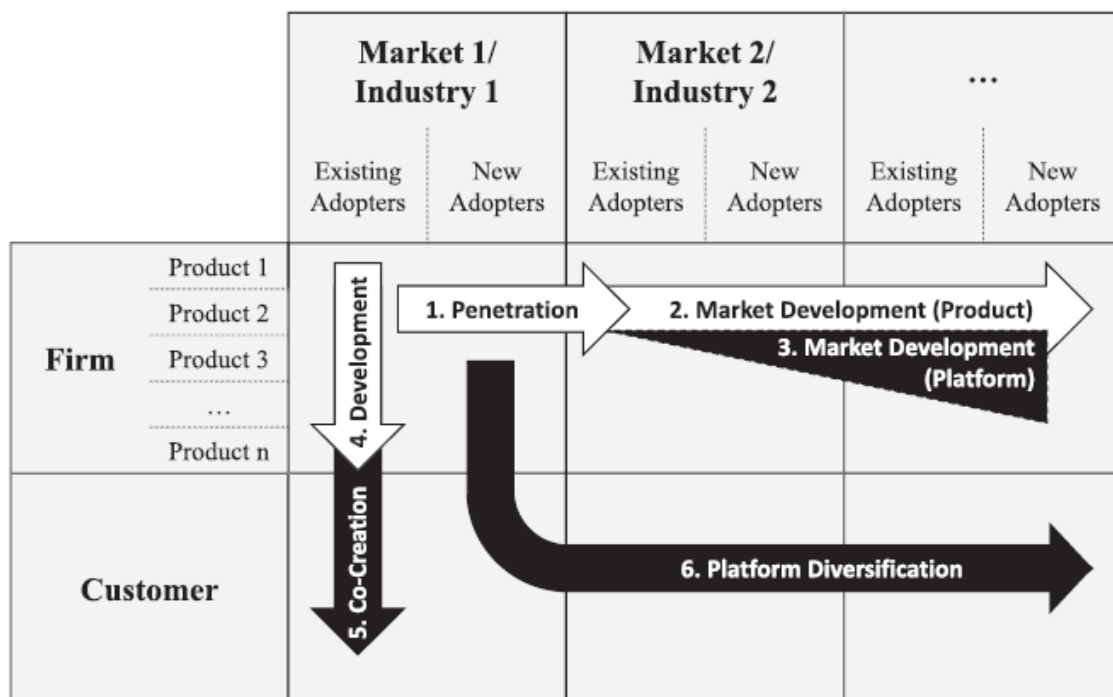 Market 1/
Industry 1
Market 2/
Industry 2
...
Existing
Adopters
New
Adopters
Existing
Adopters
New
Adopters
Existing
Adopters
New
Adopters
Firm
Product 1
Product 2
Product 3
...
Product n
1. Penetration
2. Market Development (Product)
3. Market Development
(Platform)
4. Development
Customer
5. Co-Creation
6. Platform Diversification